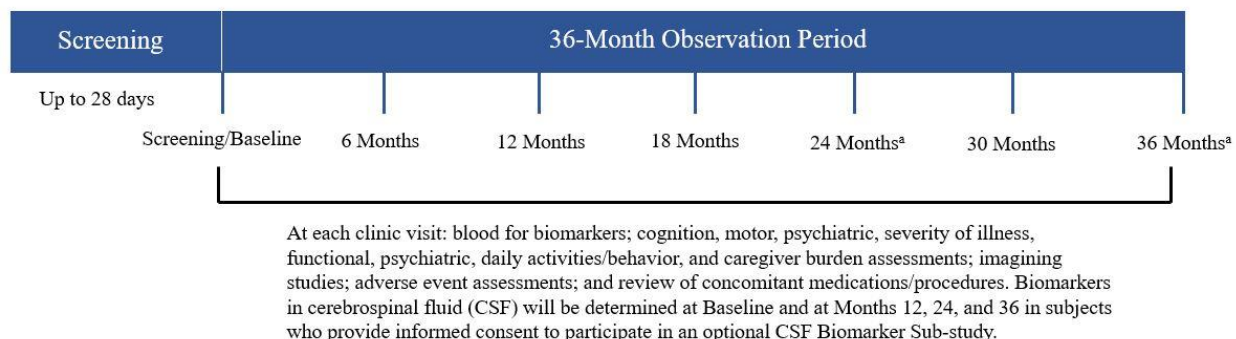 Screening 36-Month Observation Period
Up to 28 days
Screening/Baseline 6 Months 12 Months 18 Months 24 Monthsᵃ 30 Months 36 Monthsᵃ
At each clinic visit: blood for biomarkers; cognition, motor, psychiatric, severity of illness,
functional, psychiatric, daily activities/behavior, and caregiver burden assessments; imagining
studies; adverse event assessments; and review of concomitant medications/procedures. Biomarkers
in cerebrospinal fluid (CSF) will be determined at Baseline and at Months 12, 24, and 36 in subjects
who provide informed consent to participate in an optional CSF Biomarker Sub-study.